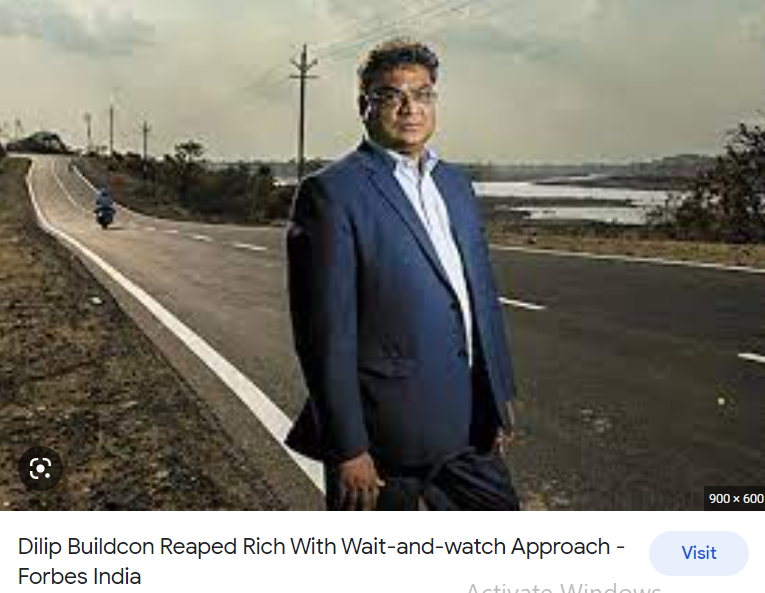 900 × 600
Dilip Buildcon Reaped Rich With Wait-and-watch Approach -
Forbes India
Visit
Activate Windows